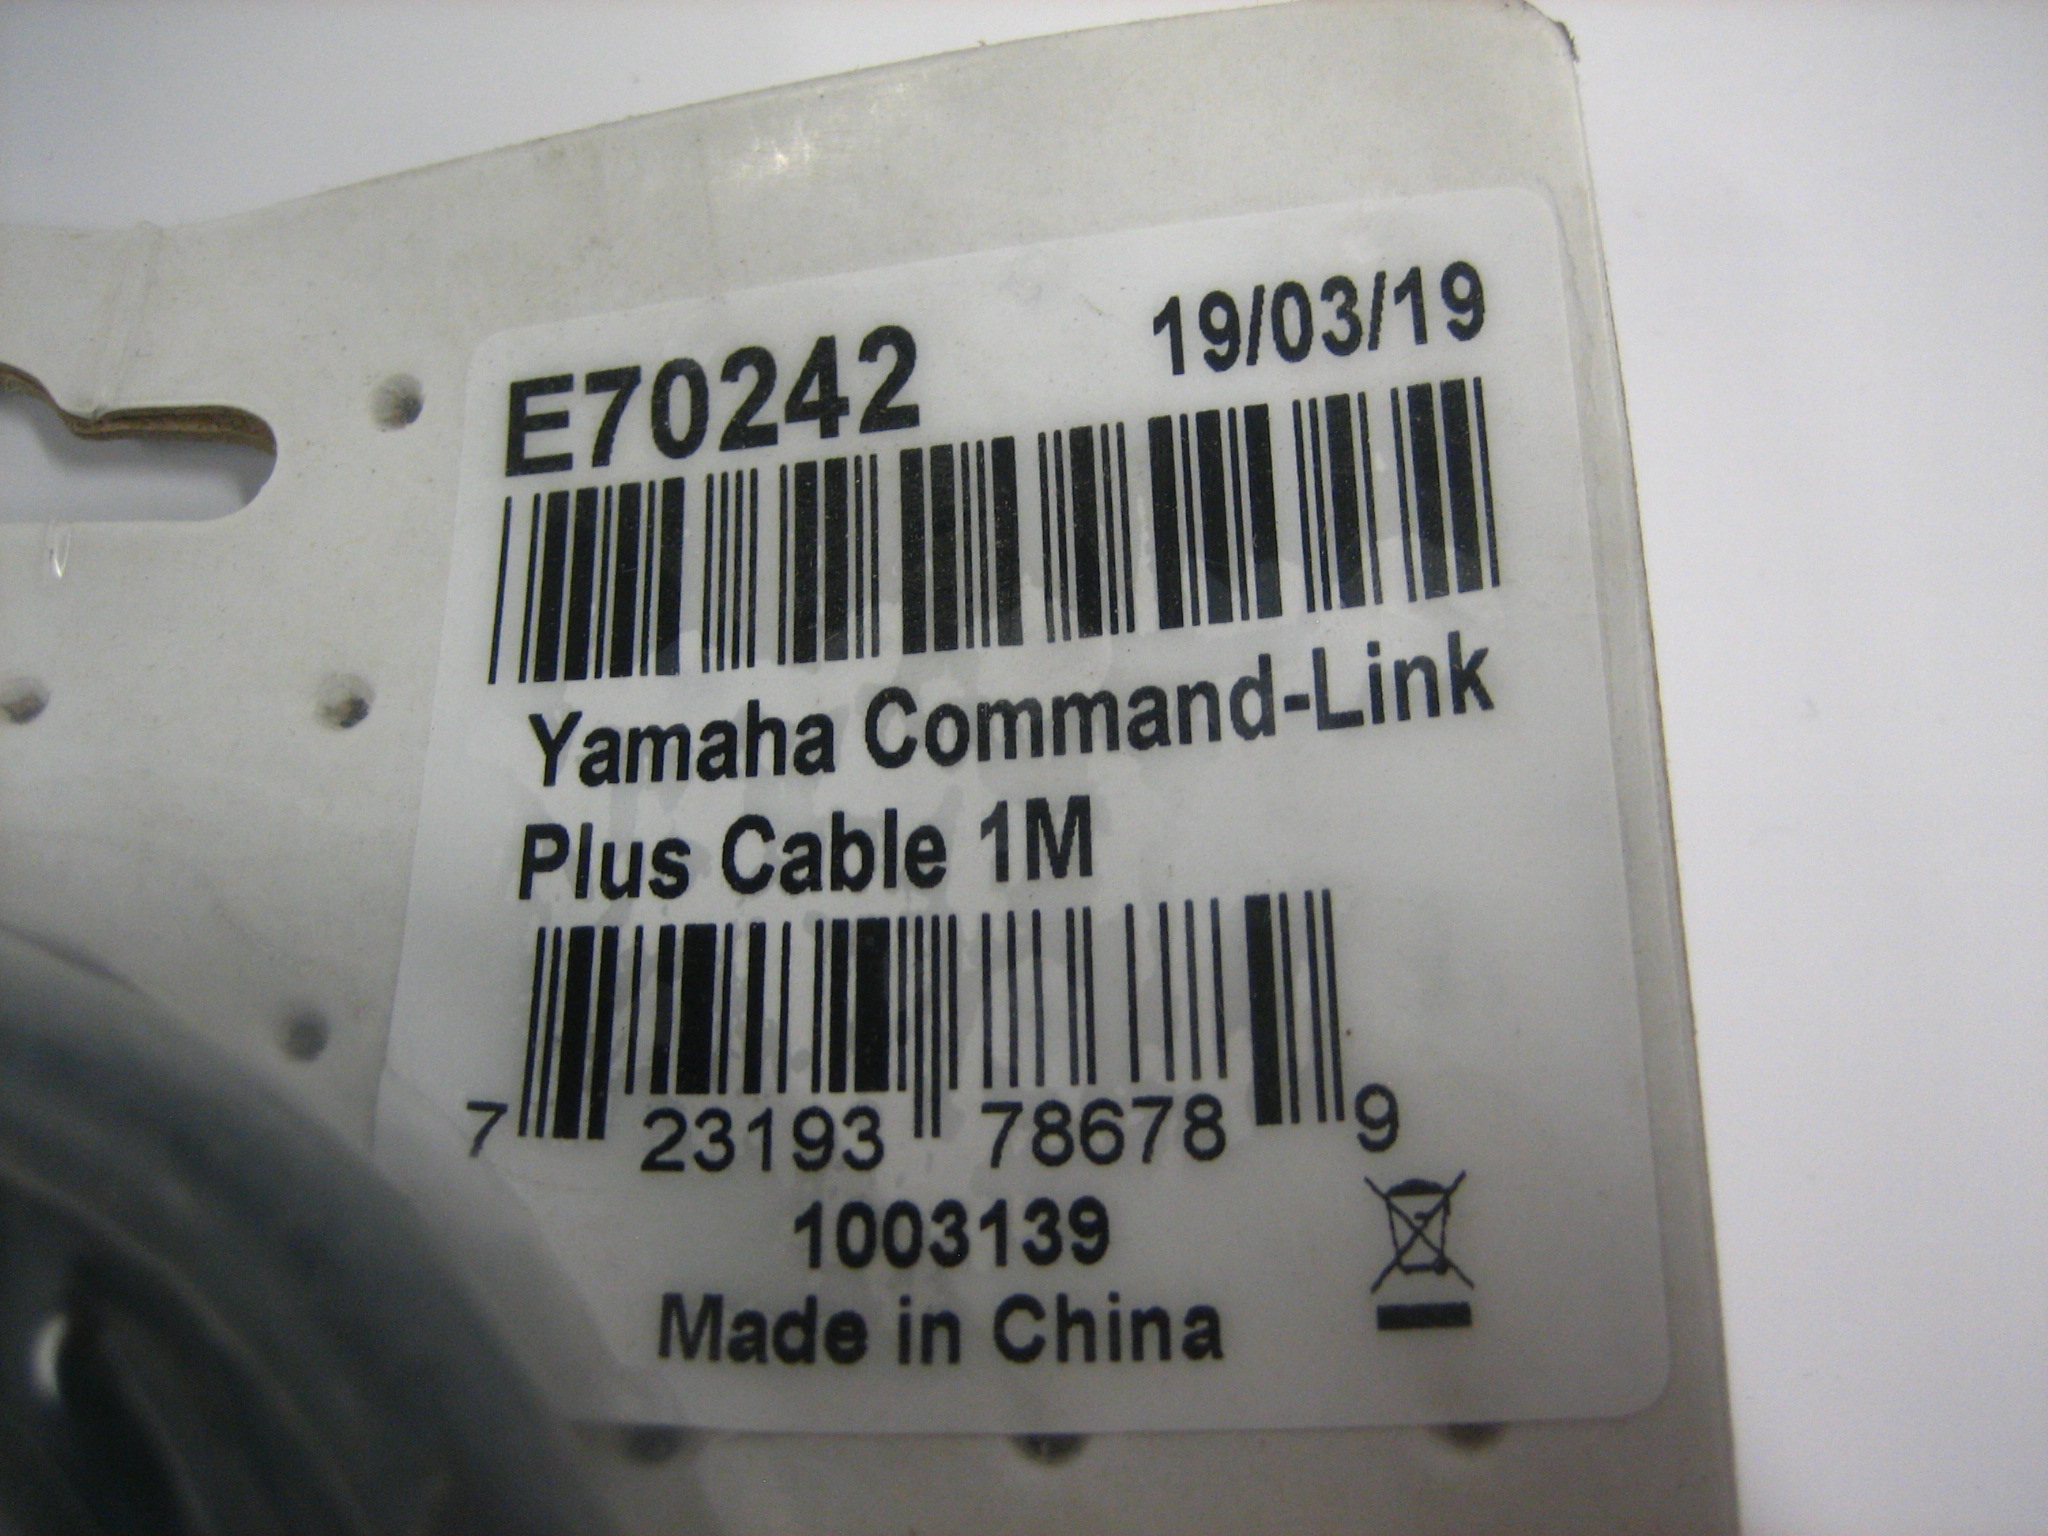 E70242 19/03/19
Yamaha Command-Link
Plus Cable 1M
7 23193 78678 9
1003139
Made in China